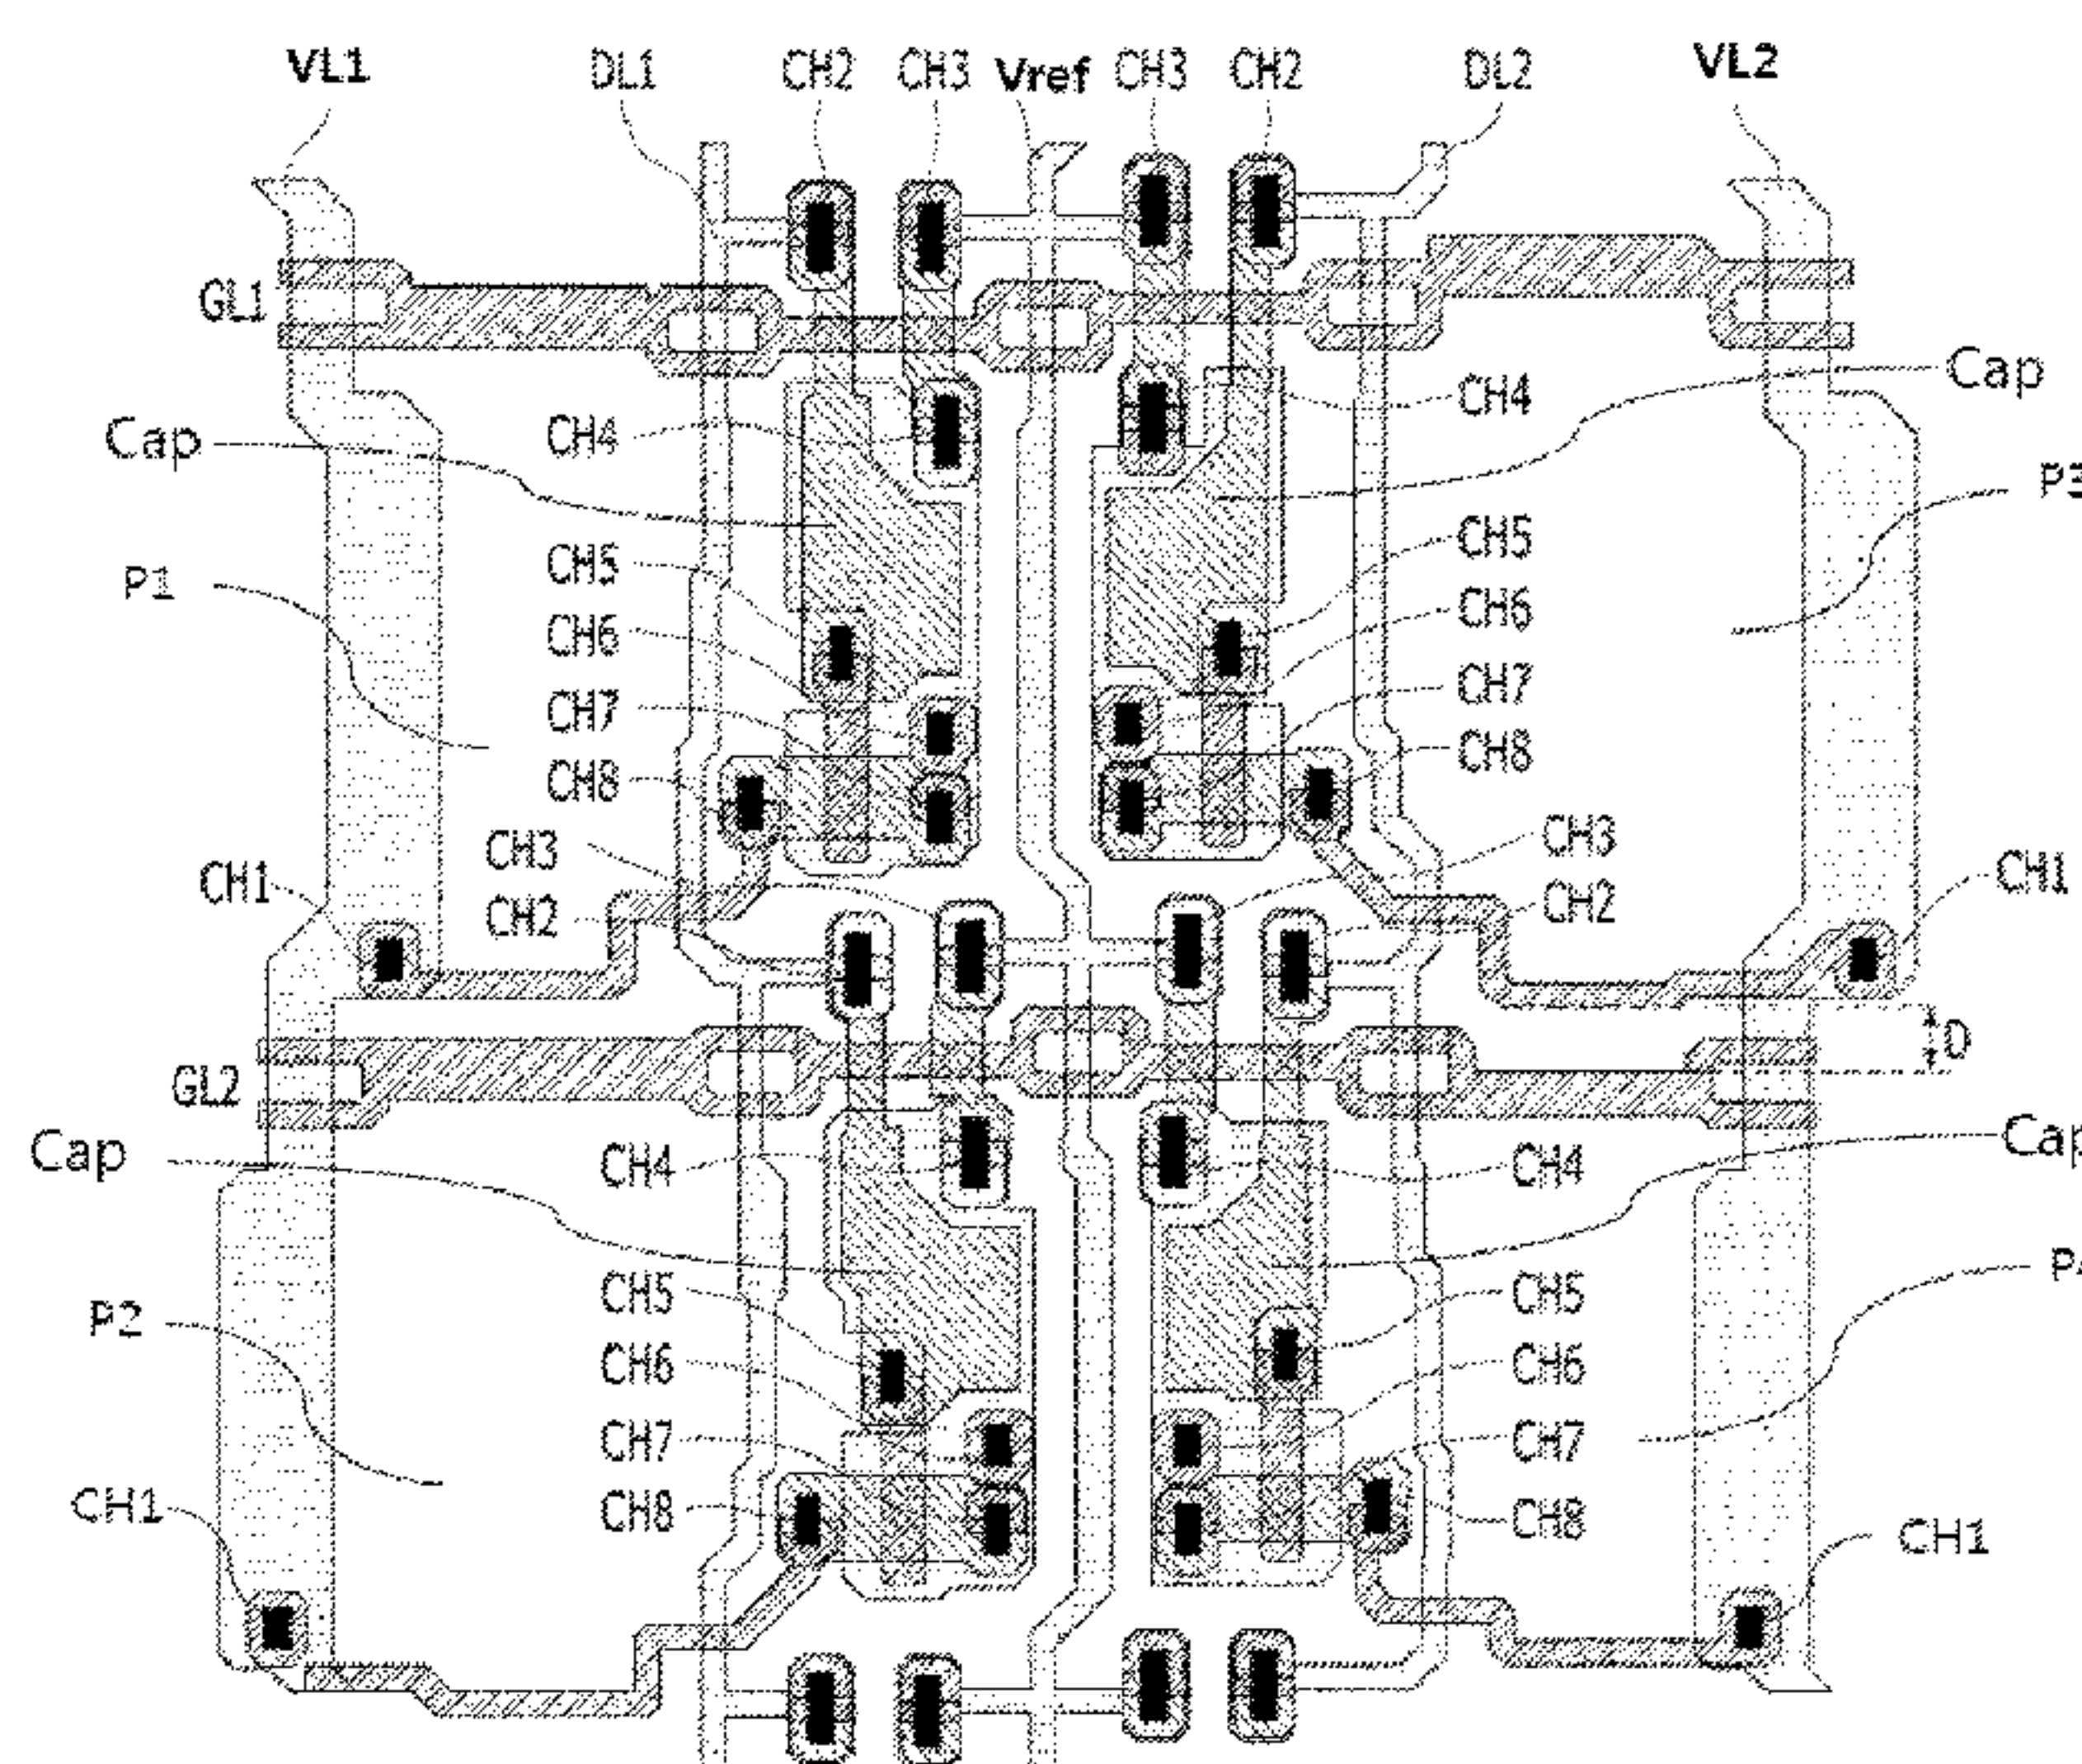 VL1 DL1 CH2 CH3 Vref CH3 CH2 DL2 VL2
GL1
Cap CH4 CH4 Cap
P3
CH5 CH5
P1
CH6 CH6
CH7 CH7
CH8 CH8
CH3 CH3
CH1 CH1
CH2 CH2
D
GL2
Cap CH4 CH4 Cap
CH5 CH5
P2
CH6 CH6
CH7 CH7
CH1 CH8 CH8 CH1